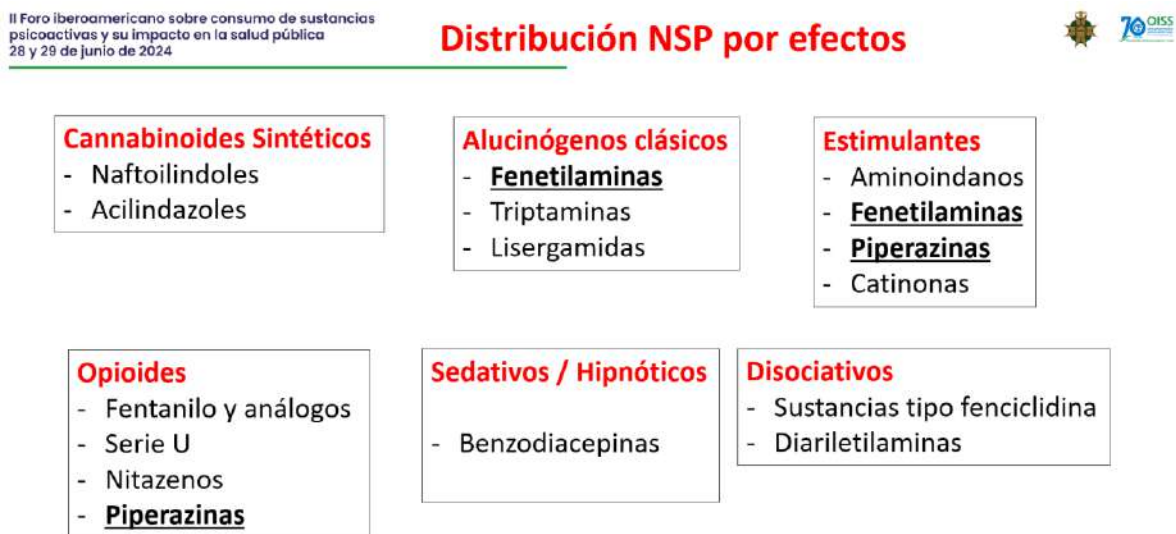 II Foro iberoamericano sobre consumo de sustancias
psicoactivas y su impacto en la salud pública
28 y 29 de junio de 2024
Distribución NSP por efectos
70 OISS
Cannabinoides Sintéticos
- Naftoilindoles
- Acilindazoles
Alucinógenos clásicos
- Fenetilaminas
- Triptaminas
- Lisergamidas
Estimulantes
- Aminoindanos
- Fenetilaminas
- Piperazinas
- Catinonas
Opioides
- Fentanilo y análogos
- Serie U
- Nitazenos
- Piperazinas
Sedativos / Hipnóticos
- Benzodiacepinas
Disociativos
- Sustancias tipo fenciclidina
- Diariletilaminas